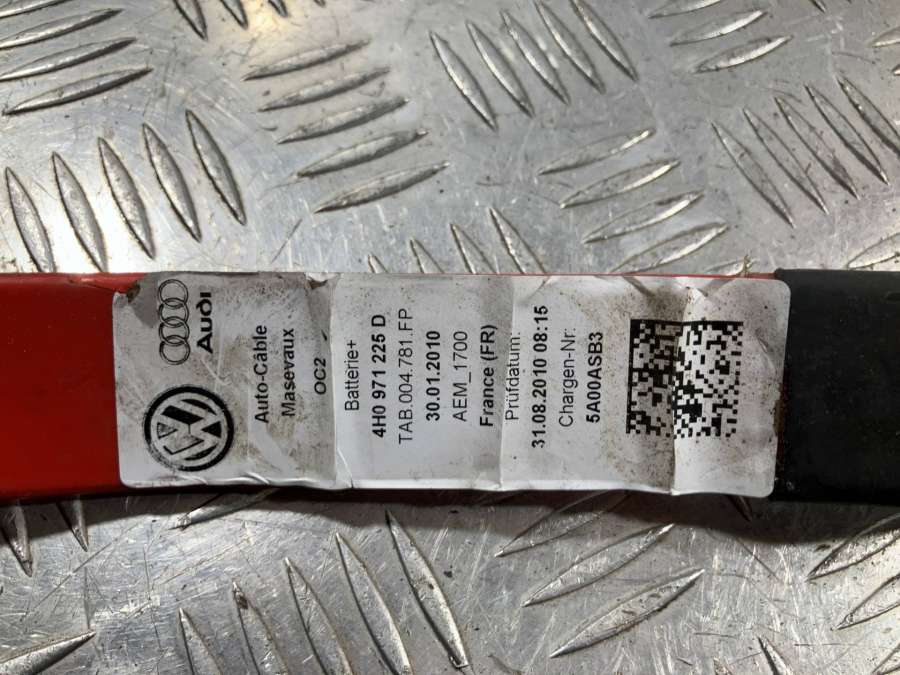 Audi
Auto-Câble
Masevaux
OC2
Batterie+
4H0 971 225 D
TAB.004.781.FP
30.01.2010
AEM_1700
France (FR)
Prüfdatum:
31.08.2010 08:15
Chargen-Nr:
5A00ASB3